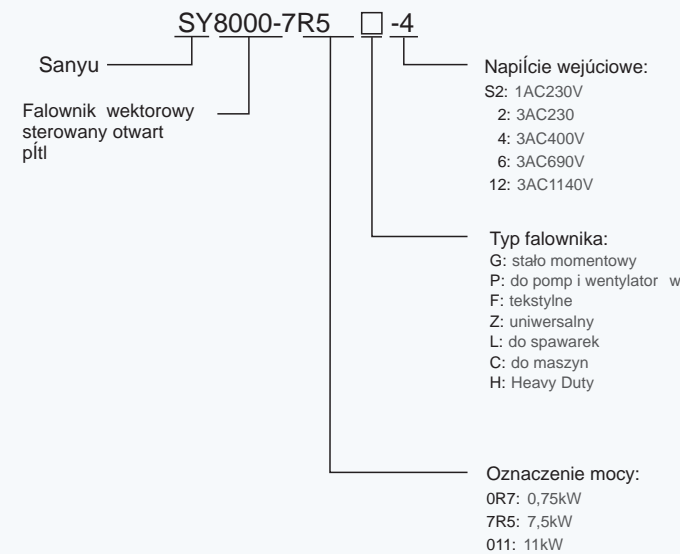 SY8000-7R5 □ -4
Sanyu
Falownik wektorowy
sterowany otwart
pÍtl
NapiÍcie wejúciowe:
S2: 1AC230V
2: 3AC230
4: 3AC400V
6: 3AC690V
12: 3AC1140V
Typ falownika:
G: stało momentowy
P: do pomp i wentylator w
F: tekstylne
Z: uniwersalny
L: do spawarek
C: do maszyn
H: Heavy Duty
Oznaczenie mocy:
0R7: 0,75kW
7R5: 7,5kW
011: 11kW